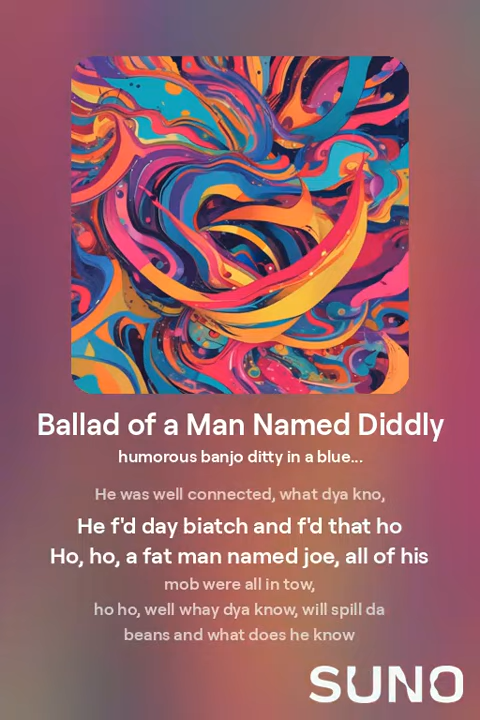 Ballad of a Man Named Diddly
humorous banjo ditty in a blue...
He was well connected, what dya kno,
He f'd day biatch and f'd that ho
Ho, ho, a fat man named joe, all of his
mob were all in tow,
ho ho, well whay dya know, will spill da
beans and what does he know
SUNO